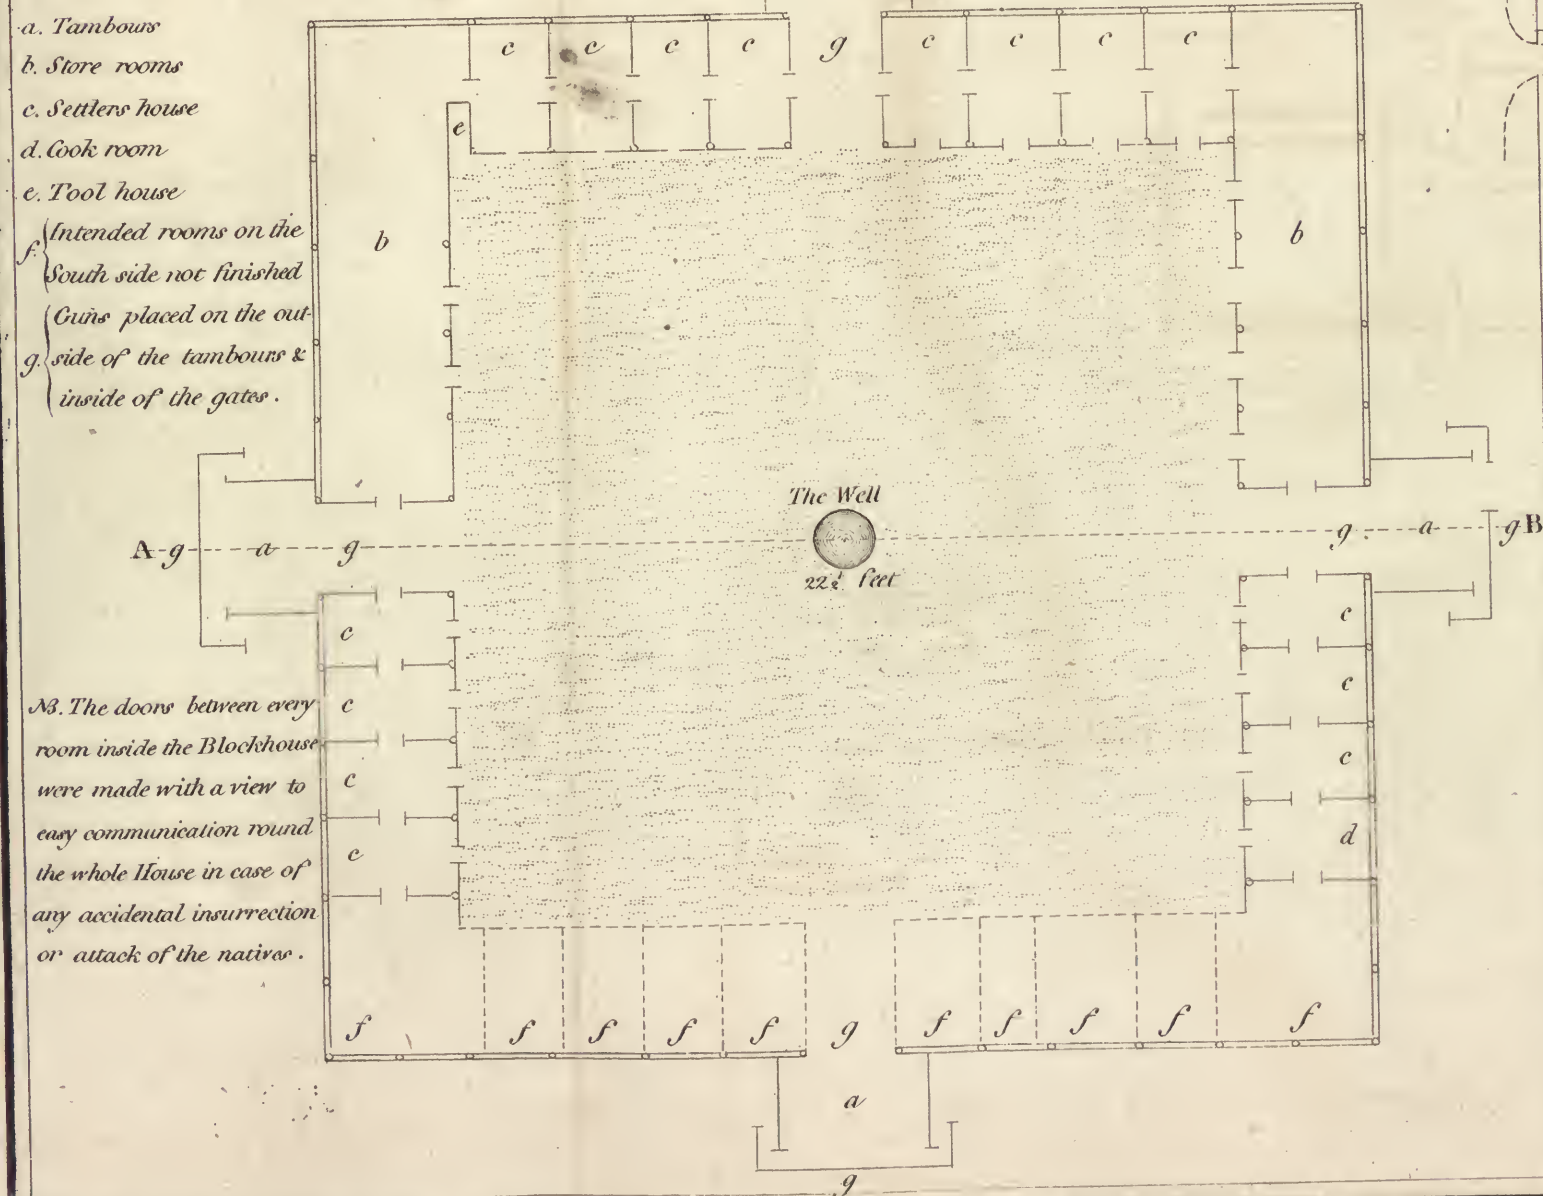 a. Tambours
b. Store rooms
c. Settlers house
d. Cook room
e. Tool house
f. Intended rooms on the
South side not finished
Guns placed on the out-
g. side of the tambours &
inside of the gates.
NB. The doors between every
room inside the Blockhouse
were made with a view to
easy communication round
the whole House in case of
any accidental insurrection
or attack of the natives.
c c c c g c c c c
e
b b
The Well
A g a g g a g B
22½ feet
c c
c c
c c
c d
f f f f f g f f f f f
a
g